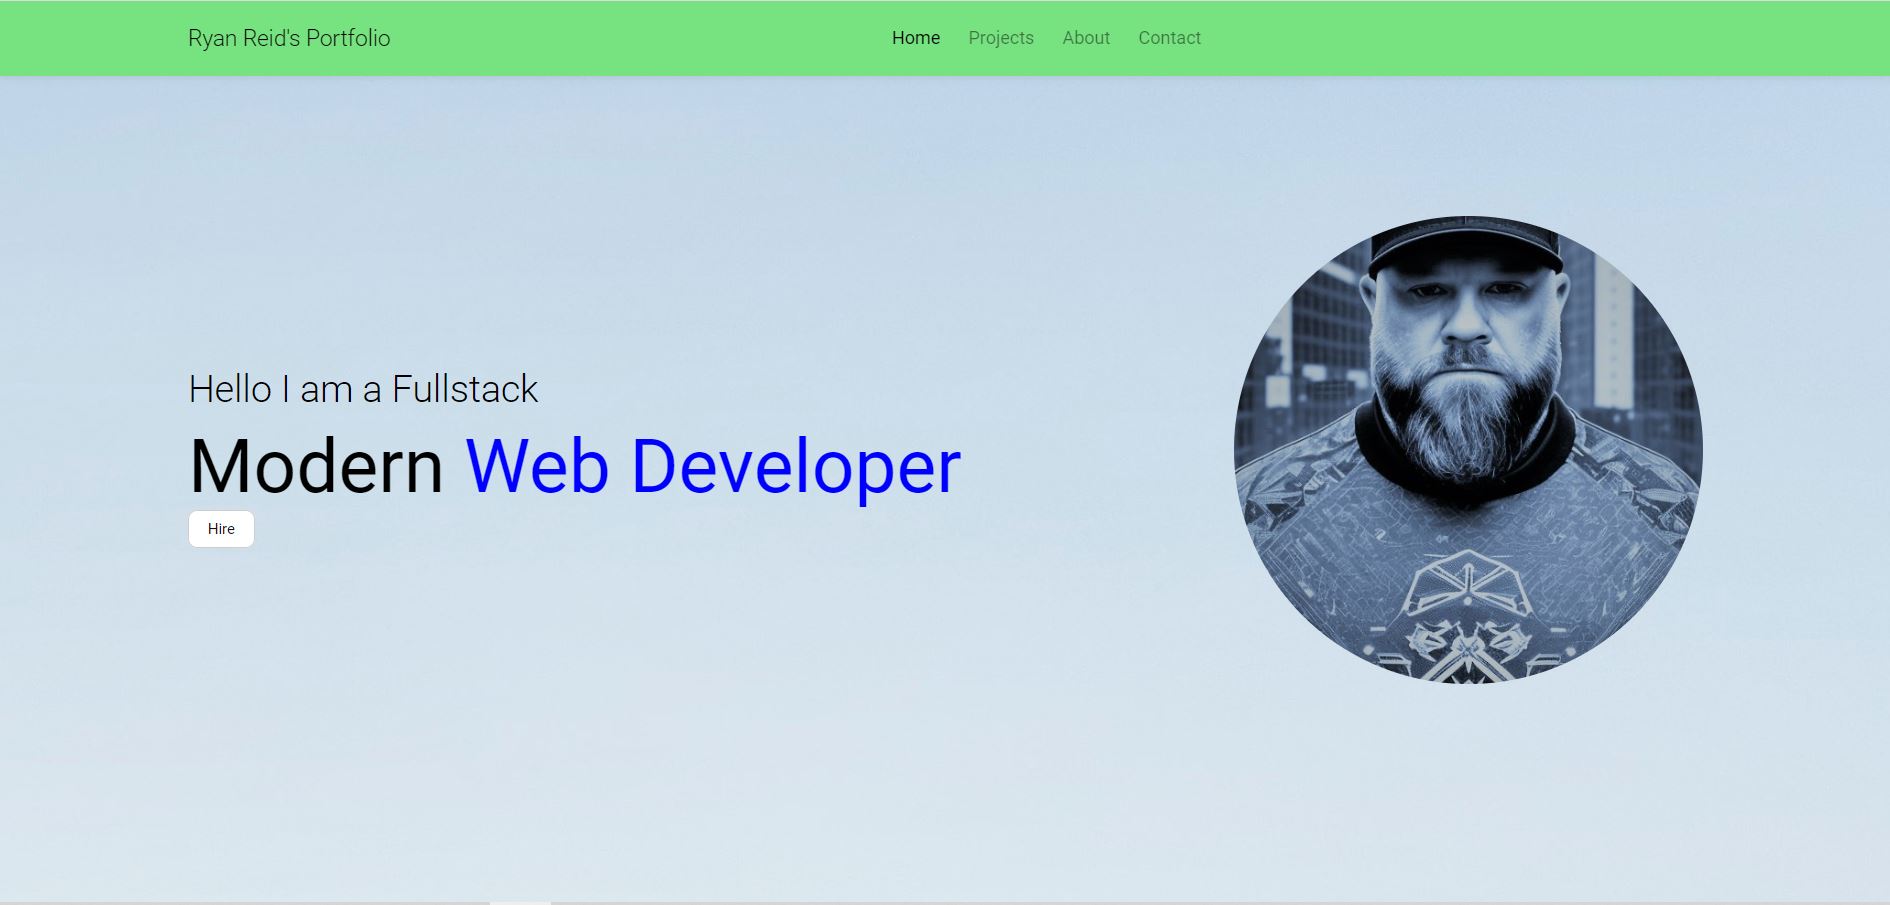 Ryan Reid's Portfolio
Home Projects About Contact
Hello I am a Fullstack
Modern Web Developer
Hire